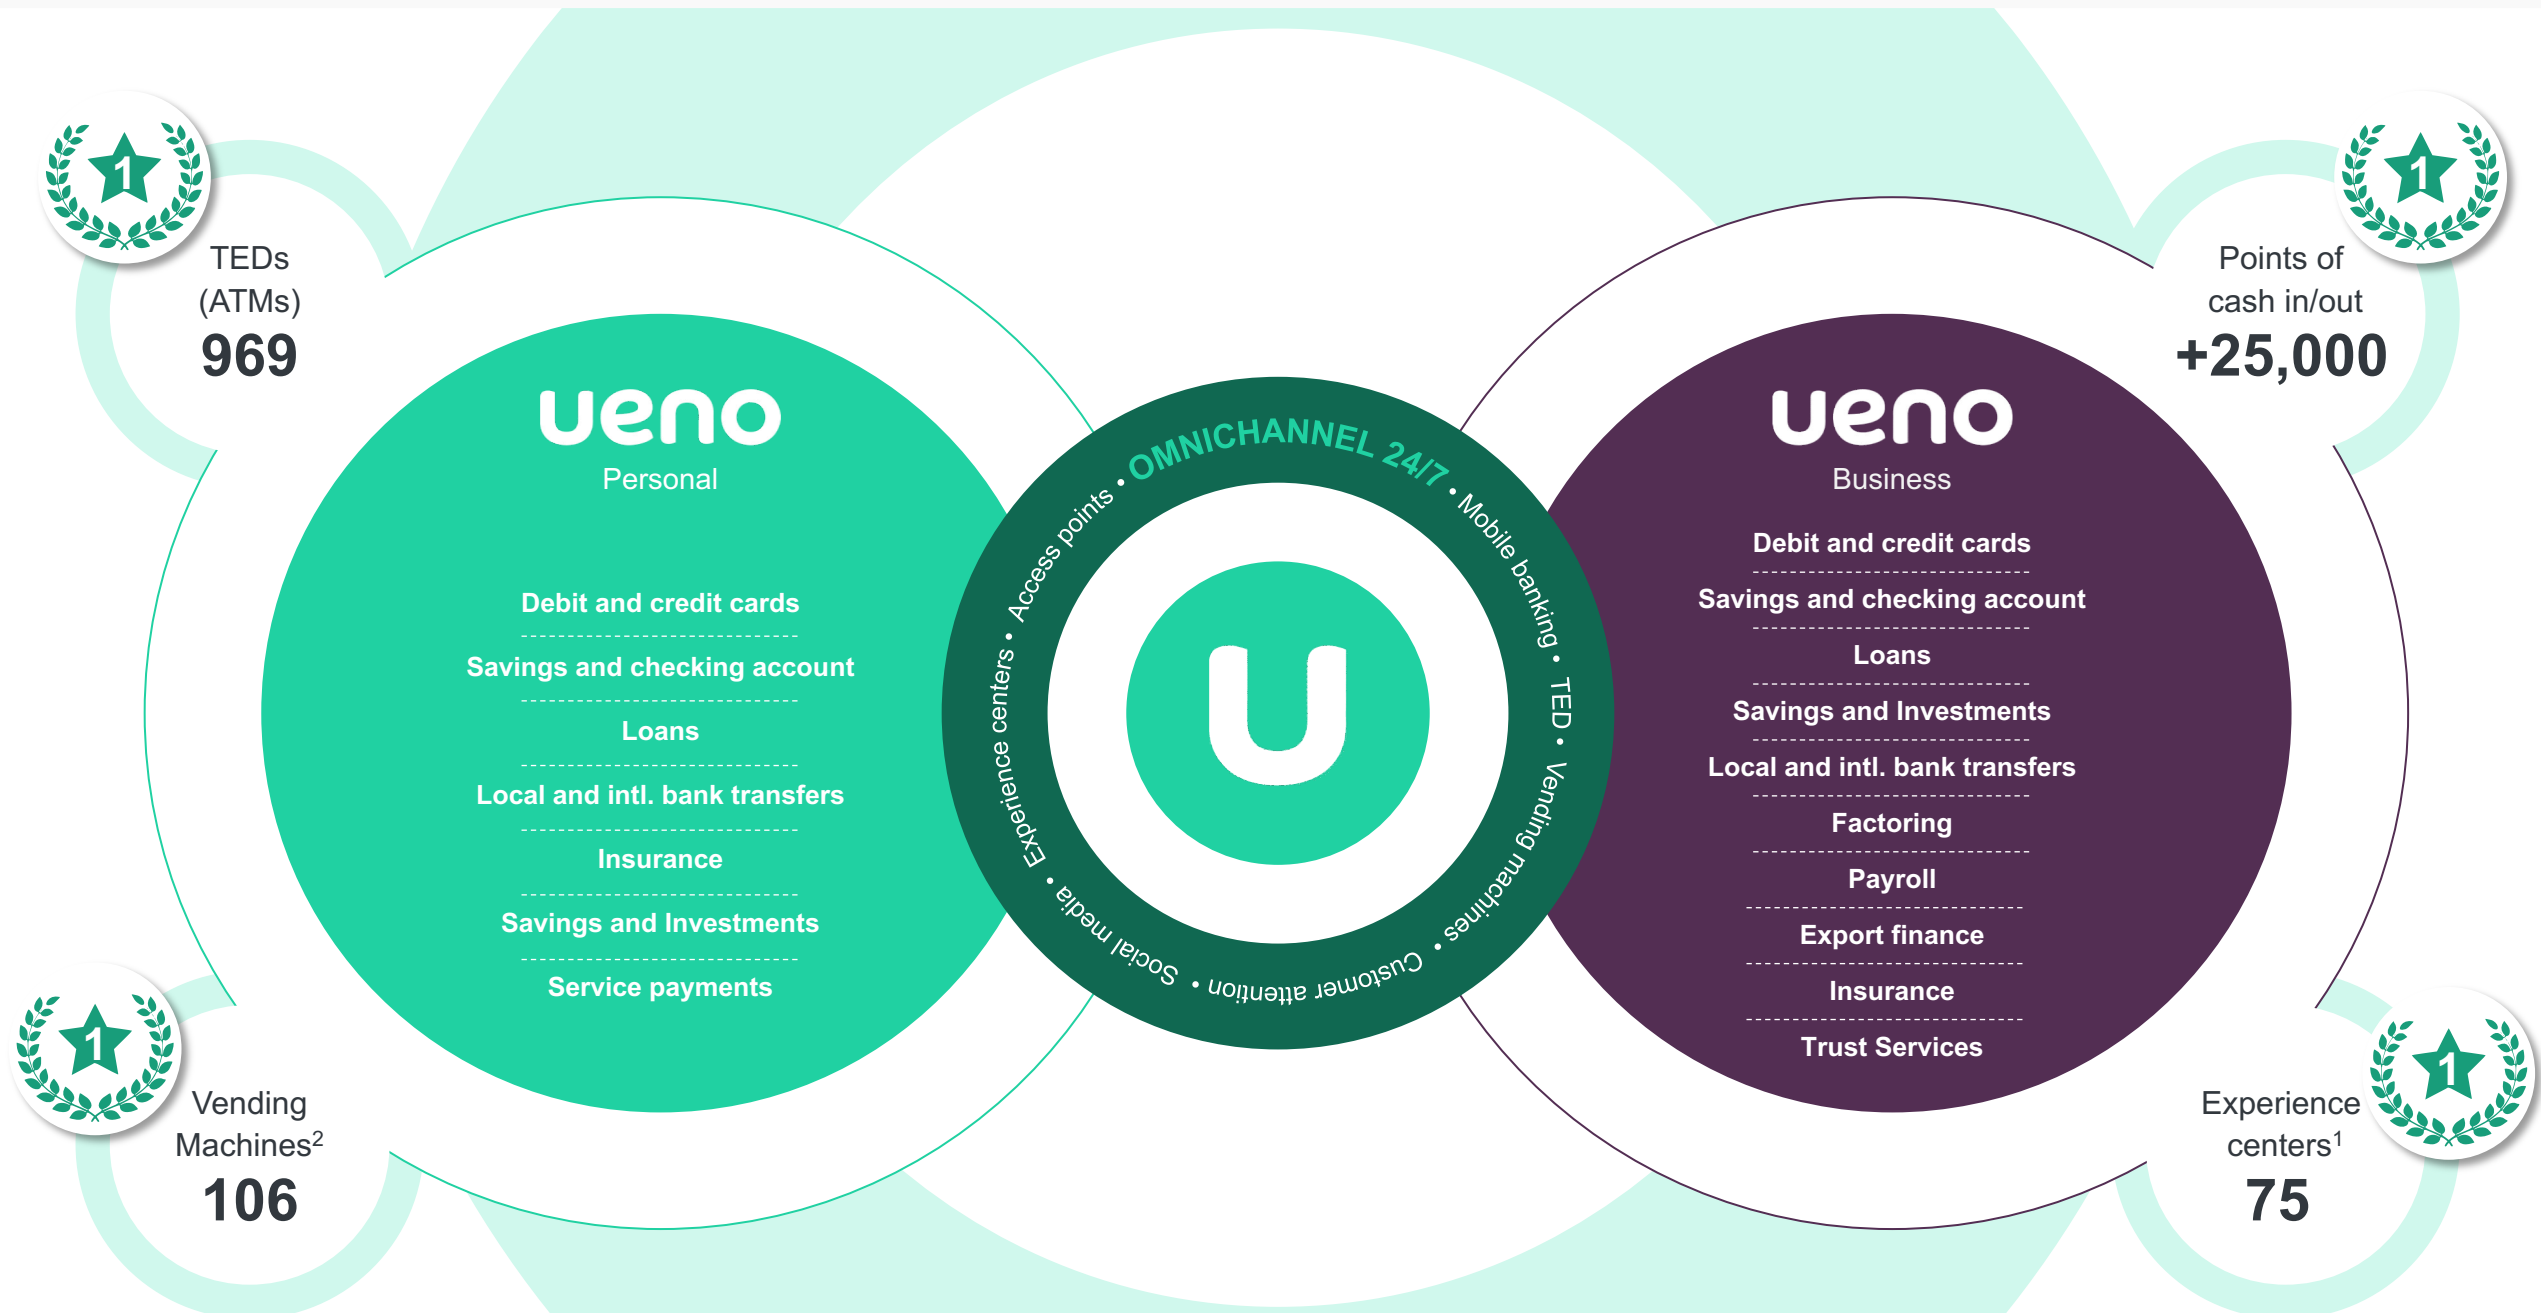 1
TEDs
(ATMs)
969
1
Points of
cash in/out
+25,000
ueno
Personal
Debit and credit cards
Savings and checking account
Loans
Local and intl. bank transfers
Insurance
Savings and Investments
Service payments
OMNICHANNEL 24/7 • Mobile banking • TED • Vending machines • Customer attention • Social media • Experience centers • Access points •
U
ueno
Business
Debit and credit cards
Savings and checking account
Loans
Savings and Investments
Local and intl. bank transfers
Factoring
Payroll
Export finance
Insurance
Trust Services
1
Vending
Machines²
106
1
Experience
centers¹
75